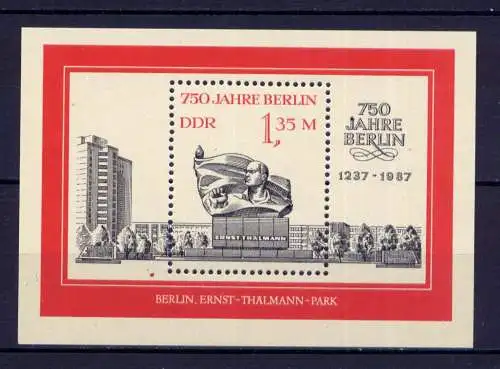 750 JAHRE BERLIN
DDR 1,35 M
ERNST THÄLMANN
750
JAHRE
BERLIN
1237 - 1987
BERLIN, ERNST-THÄLMANN-PARK